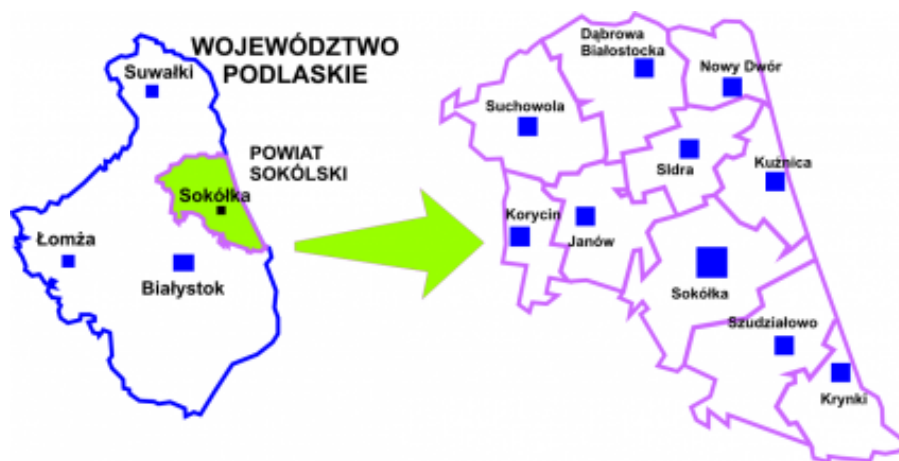 WOJEWÓDZTWO
PODLASKIE
Suwałki
POWIAT
SOKÓLSKI
Sokółka
Łomża
Białystok
Dąbrowa
Białostocka
Nowy Dwór
Suchowola
Sidra
Kuźnica
Korycin
Janów
Sokółka
Szudziałowo
Krynki